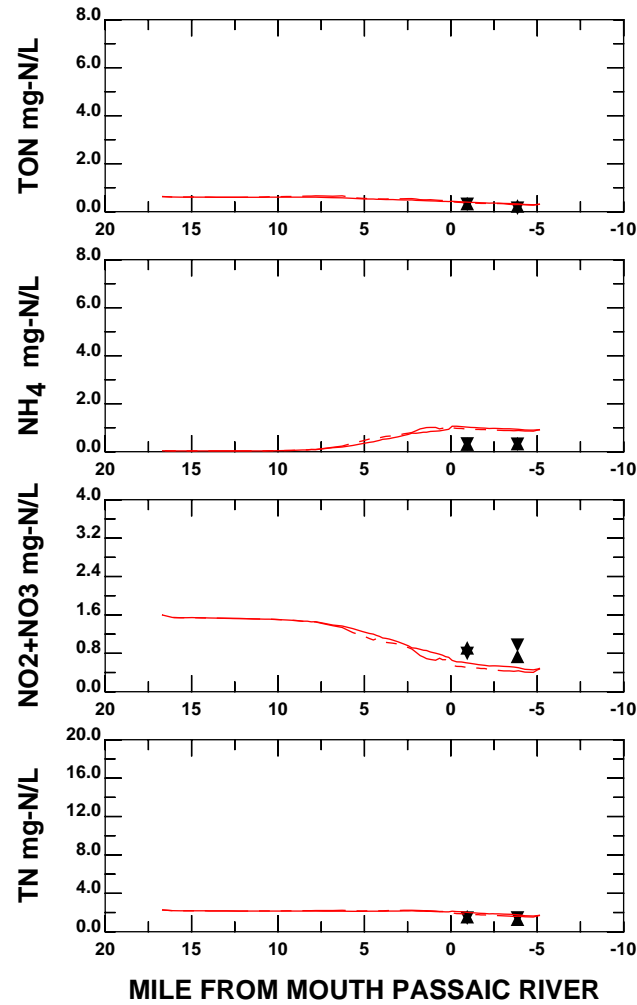 8.0
6.0
4.0
2.0
0.0
TON mg-N/L
20 15 10 5 0 -5 -10
8.0
6.0
4.0
2.0
0.0
NH4 mg-N/L
20 15 10 5 0 -5 -10
4.0
3.2
2.4
1.6
0.8
0.0
NO2+NO3 mg-N/L
20 15 10 5 0 -5 -10
20.0
16.0
12.0
8.0
4.0
0.0
TN mg-N/L
20 15 10 5 0 -5 -10
MILE FROM MOUTH PASSAIC RIVER